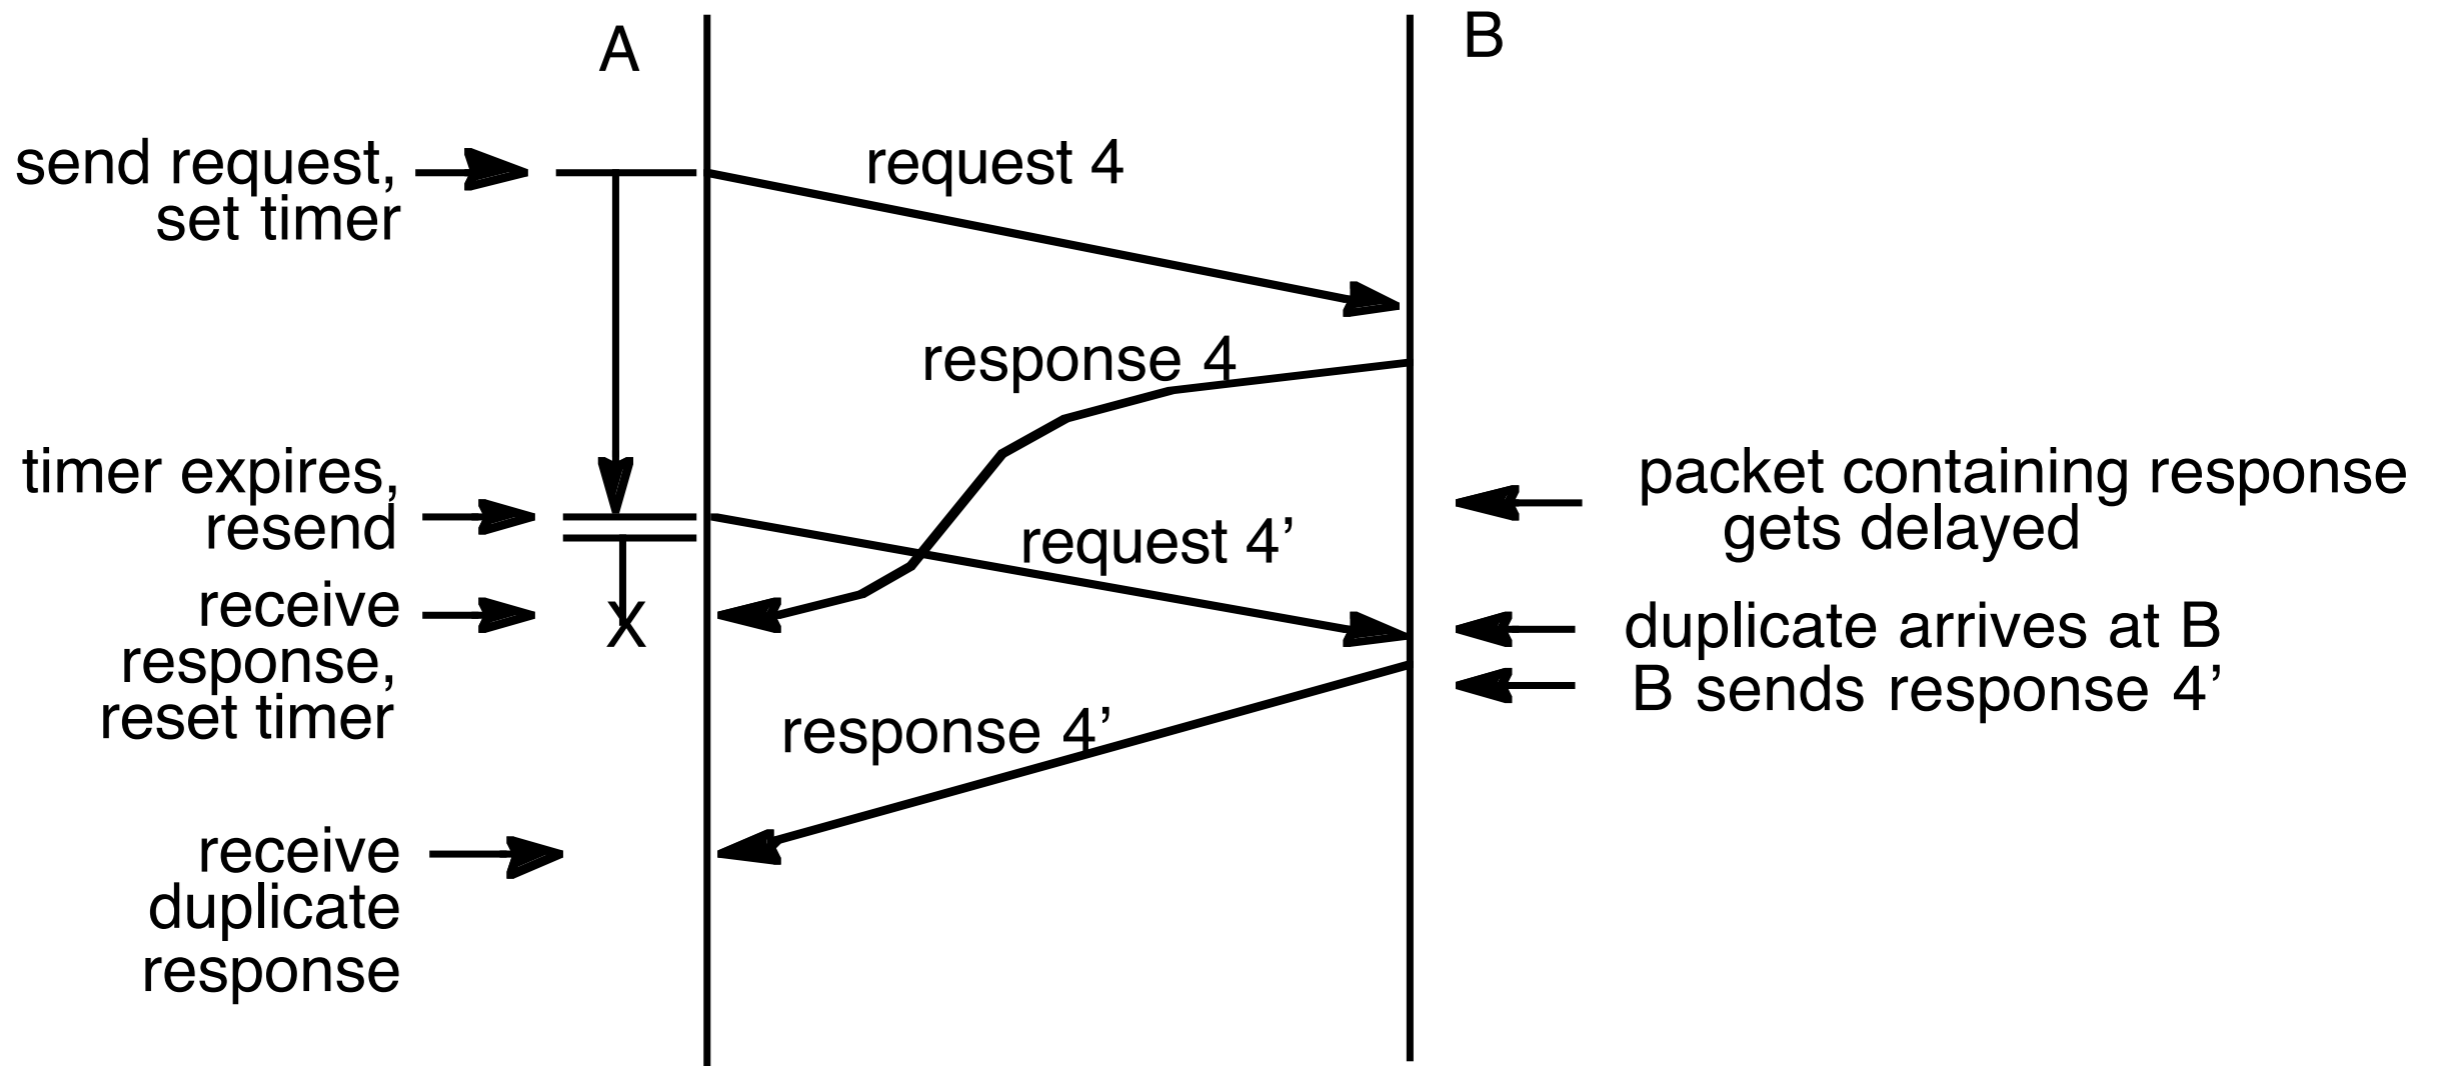 A
B
send request,
set timer
request 4
response 4
timer expires,
resend
request 4’
packet containing response
gets delayed
receive
response,
reset timer
X
duplicate arrives at B
B sends response 4’
response 4’
receive
duplicate
response